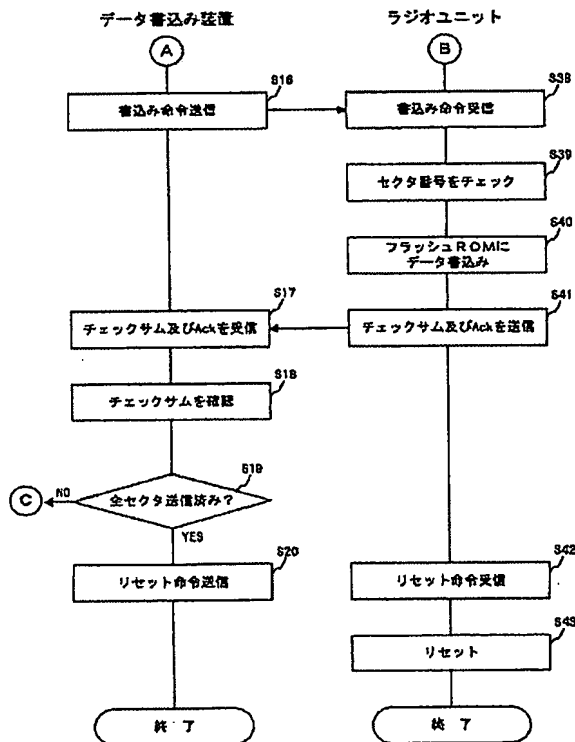 データ書込み装置
ラジオユニット
A
B
S16
書込み命令送信
S38
書込み命令受信
S39
セクタ番号をチェック
S40
フラッシュROMに
データ書込み
S17
チェックサム及びAckを受信
S41
チェックサム及びAckを送信
S18
チェックサムを確認
S19
全セクタ送信済み?
NO
C
YES
S20
リセット命令送信
S42
リセット命令受信
S43
リセット
終了
終了